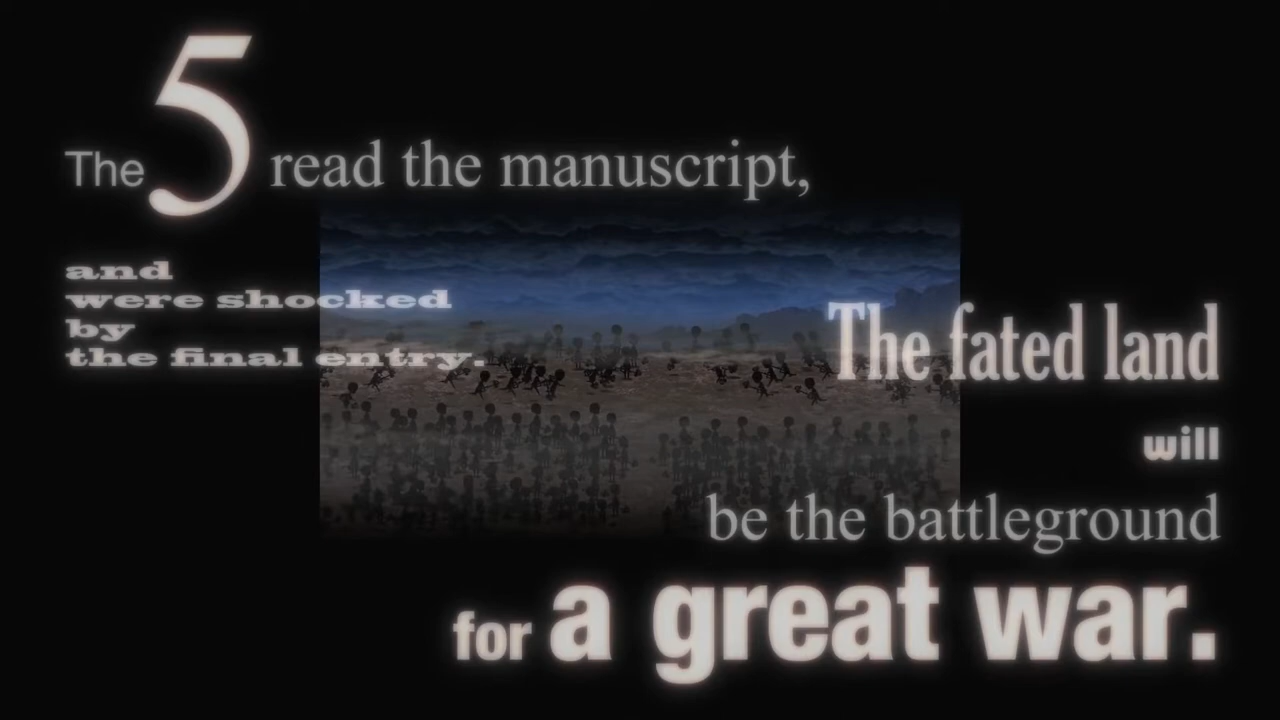 The 5 read the manuscript,
and
were shocked
by
the final entry.
The fated land
will
be the battleground
for a great war.